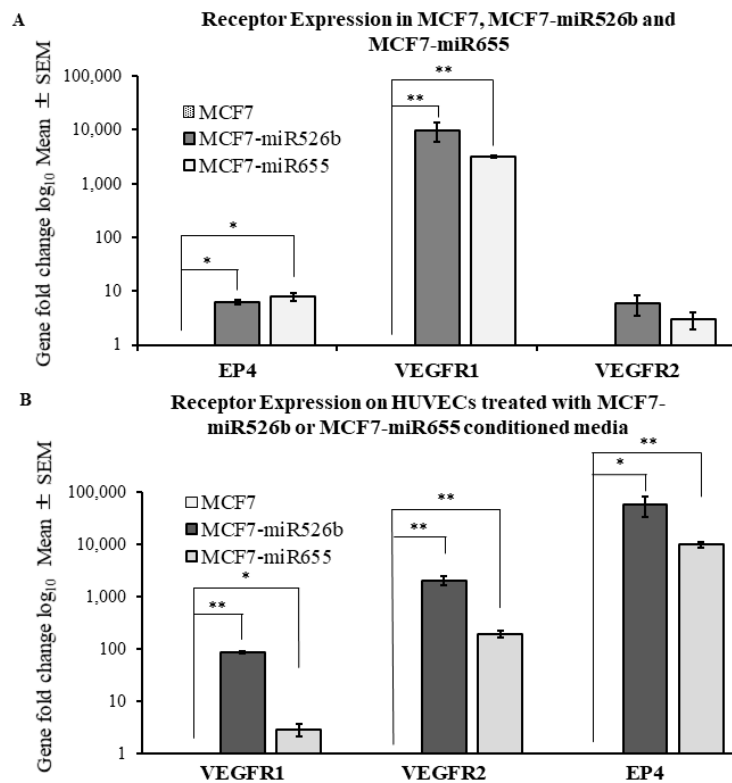 A
Receptor Expression in MCF7, MCF7-miR526b and
MCF7-miR655
Gene fold change log10 Mean ± SEM
100,000
10,000
1,000
100
10
1
MCF7
MCF7-miR526b
MCF7-miR655
*
*
**
**
EP4
VEGFR1
VEGFR2
B
Receptor Expression on HUVECs treated with MCF7-
miR526b or MCF7-miR655 conditioned media
Gene fold change log10 Mean ± SEM
100,000
10,000
1,000
100
10
1
MCF7
MCF7-miR526b
MCF7-miR655
*
**
**
**
**
*
VEGFR1
VEGFR2
EP4